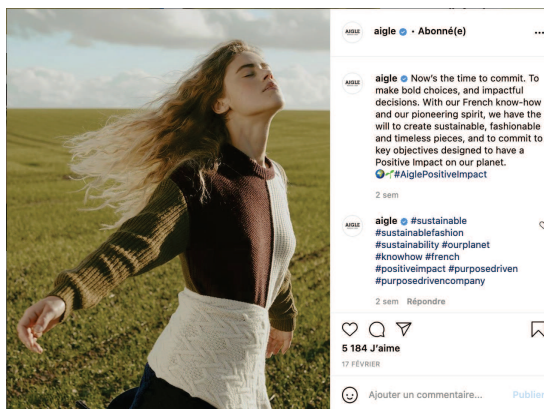 aigle • Abonné(e)
aigle Now's the time to commit. To
make bold choices, and impactful
decisions. With our French know-how
and our pioneering spirit, we have the
will to create sustainable, fashionable
and timeless pieces, and to commit to
key objectives designed to have a
Positive Impact on our planet.
🌍🌱#AiglePositiveImpact
2 sem
aigle #sustainable
#sustainablefashion
#sustainability #ourplanet
#knowhow #french
#positiveimpact #purposedriven
#purposedrivencompany
2 sem Répondre
5 184 J'aime
17 FÉVRIER
Ajouter un commentaire... Publier